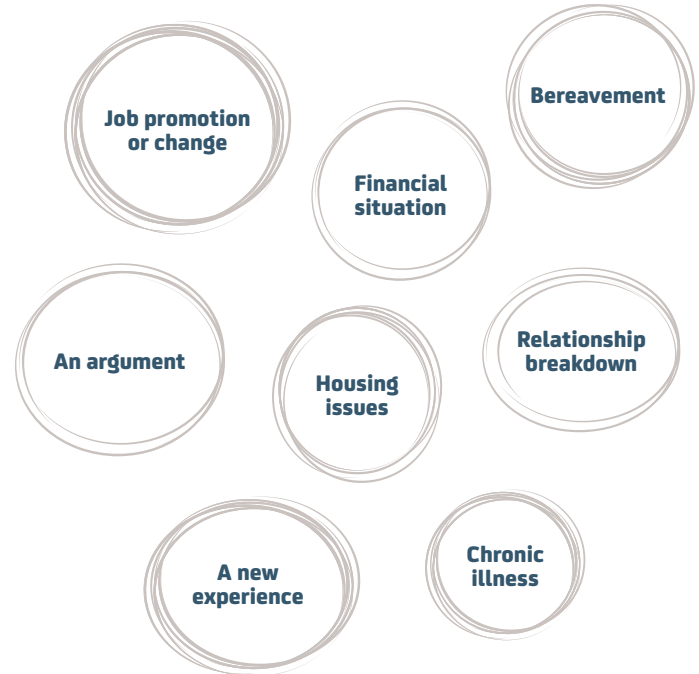 Job promotion
or change
Bereavement
Financial
situation
An argument
Housing
issues
Relationship
breakdown
A new
experience
Chronic
illness